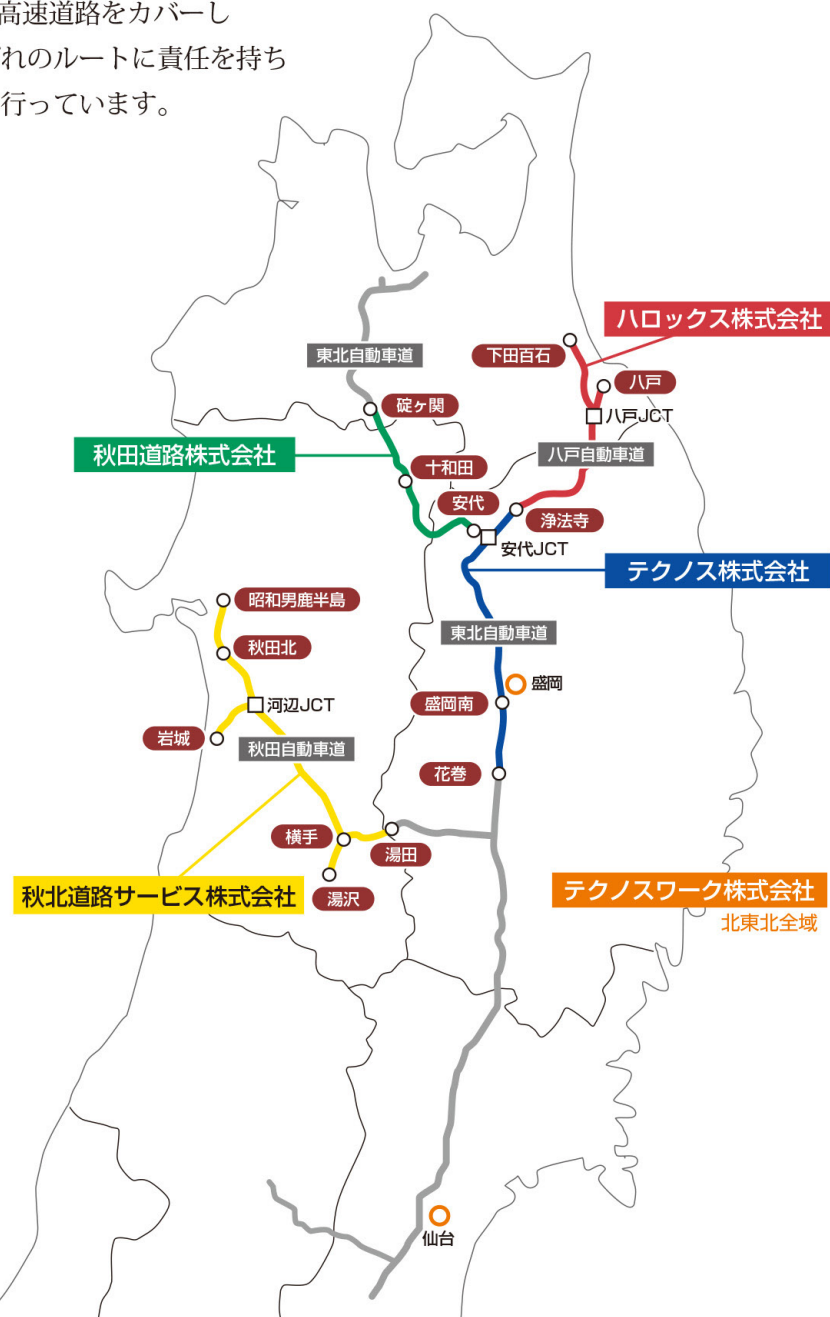 高速道路をカバーし
れのルートに責任を持ち
行っています。
ハロックス株式会社
下田百石
東北自動車道
八戸
碇ヶ関
八戸JCT
秋田道路株式会社
八戸自動車道
十和田
安代
浄法寺
安代JCT
テクノス株式会社
昭和男鹿半島
東北自動車道
秋田北
盛岡
盛岡南
河辺JCT
岩城
秋田自動車道
花巻
横手
湯田
秋北道路サービス株式会社
湯沢
テクノスワーク株式会社
北東北全域
仙台